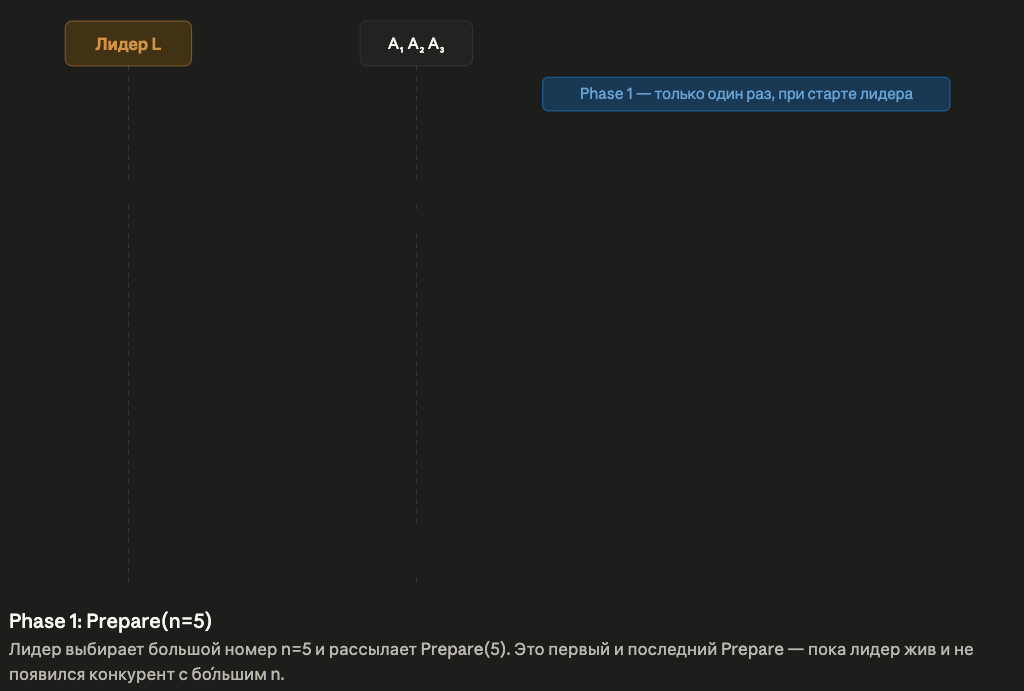 Лидер L
A₁ A₂ A₃
Phase 1 — только один раз, при старте лидера
Phase 1: Prepare(n=5)
Лидер выбирает большой номер n=5 и рассылает Prepare(5). Это первый и последний Prepare — пока лидер жив и не
появился конкурент с бо́льшим n.